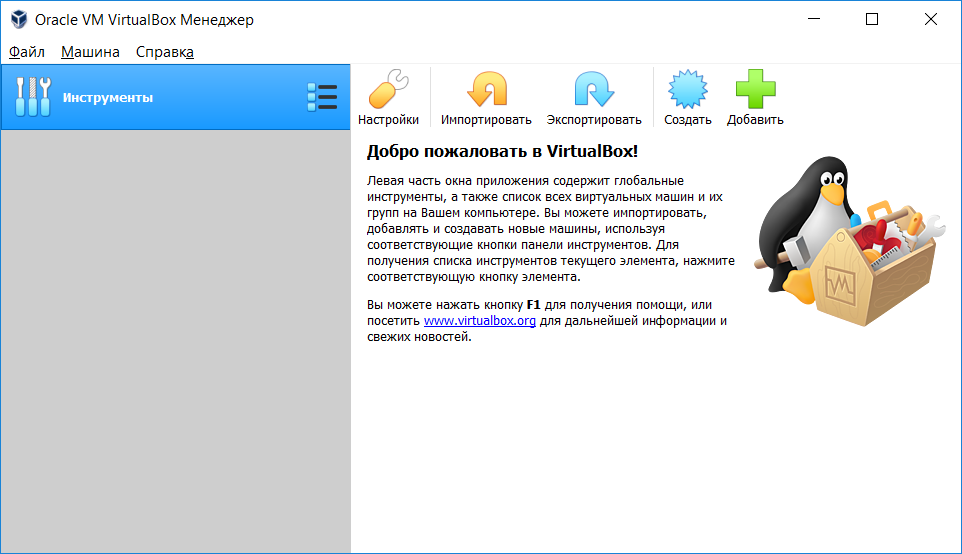 Oracle VM VirtualBox Менеджер
Файл Машина Справка
Инструменты
Настройки Импортировать Экспортировать Создать Добавить
Добро пожаловать в VirtualBox!
Левая часть окна приложения содержит глобальные
инструменты, а также список всех виртуальных машин и их
групп на Вашем компьютере. Вы можете импортировать,
добавлять и создавать новые машины, используя
соответствующие кнопки панели инструментов. Для
получения списка инструментов текущего элемента, нажмите
соответствующую кнопку элемента.
Вы можете нажать кнопку F1 для получения помощи, или
посетить www.virtualbox.org для дальнейшей информации и
свежих новостей.